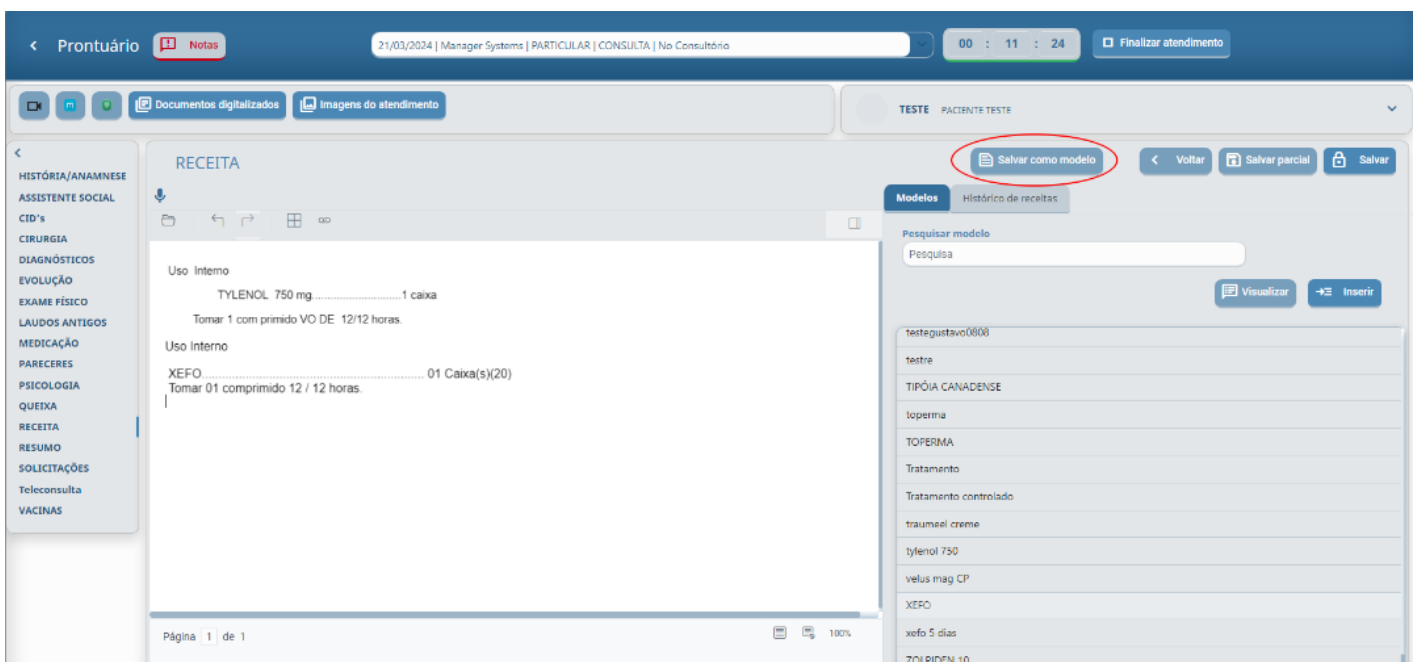 Prontuário
Notas
21/03/2024 | Manager Systems | PARTICULAR | CONSULTA | No Consultório
00 : 11 : 24
Finalizar atendimento
Documentos digitalizados
Imagens do atendimento
TESTE PACIENTE TESTE
HISTÓRIA/ANAMNESE
ASSISTENTE SOCIAL
CID's
CIRURGIA
DIAGNÓSTICOS
EVOLUÇÃO
EXAME FÍSICO
LAUDOS ANTIGOS
MEDICAÇÃO
PARECERES
PSICOLOGIA
QUEIXA
RECEITA
RESUMO
SOLICITAÇÕES
Teleconsulta
VACINAS
RECEITA
Salvar como modelo
Voltar
Salvar parcial
Salvar
Uso Interno
TYLENOL 750 mg..............................1 caixa
Tomar 1 com primido VO DE 12/12 horas.
Uso Interno
XEFO.......................................................... 01 Caixa(s)(20)
Tomar 01 comprimido 12 / 12 horas.
Página 1 de 1
100%
Modelos
Histórico de receitas
Pesquisar modelo
Pesquisa
Visualizar
Inserir
testegustavo0808
testre
TIPÓIA CANADENSE
toperma
TOPERMA
Tratamento
Tratamento controlado
traumeel creme
tylenol 750
velus mag CP
XEFO
xefo 5 dias
ZOLPIDEN 10